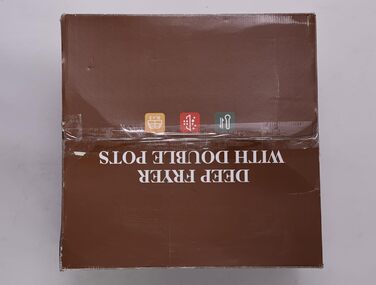 DEEP FRYER
WITH DOUBLE POTS